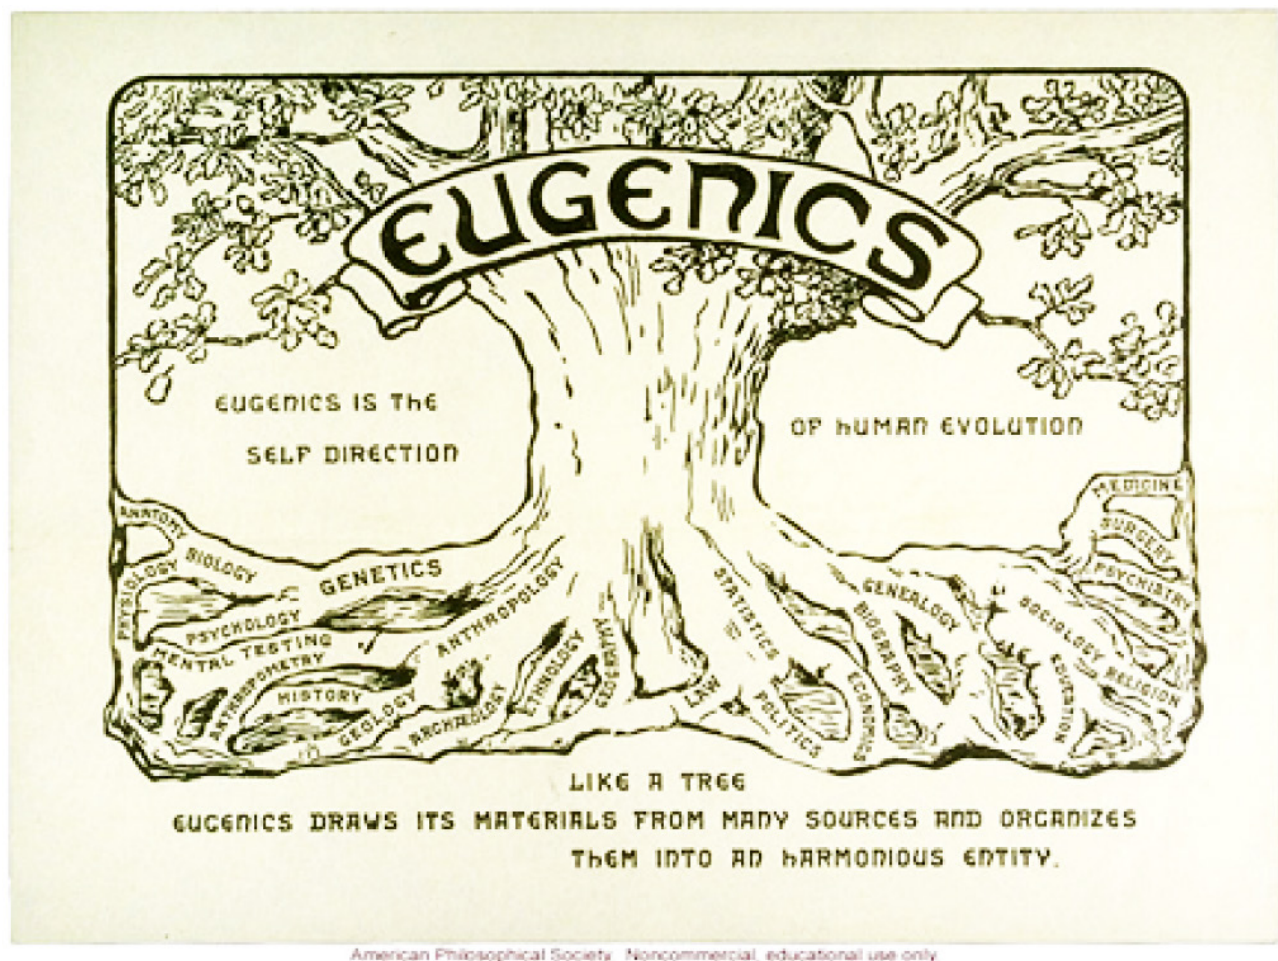 EUGENICS
EUGENICS IS THE
SELF DIRECTION
OF HUMAN EVOLUTION
ANATOMY
BIOLOGY
PHYSIOLOGY
GENETICS
PSYCHOLOGY
MENTAL TESTING
ANTHROPOMETRY
HISTORY
GEOLOGY
ANTHROPOLOGY
ARCHÆOLOGY
ETHNOLOGY
GEOGRAPHY
LAW
STATISTICS
POLITICS
ECONOMICS
BIOGRAPHY
GENEALOGY
EDUCATION
SOCIOLOGY
RELIGION
PSYCHISTRY
SURGERY
MEDICINE
LIKE A TREE
EUGENICS DRAWS ITS MATERIALS FROM MANY SOURCES AND ORGANIZES
THEM INTO AN HARMONIOUS ENTITY.
American Philosophical Society. Noncommercial, educational use only.